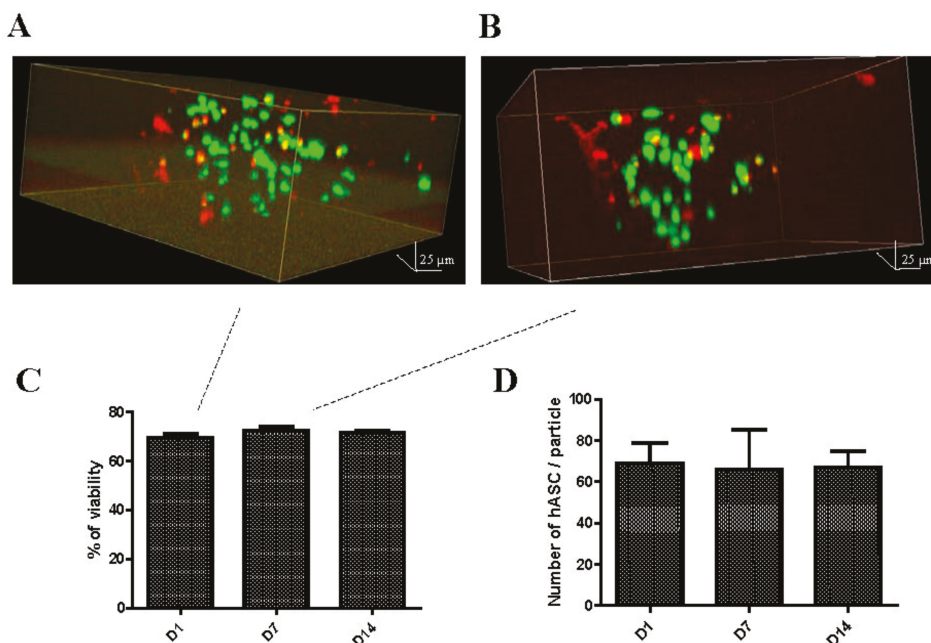 A
B
25 µm
25 µm
C
D
% of viability
80
60
40
20
0
D1
D7
D14
Number of hASC / particle
100
80
60
40
20
0
D1
D7
D14